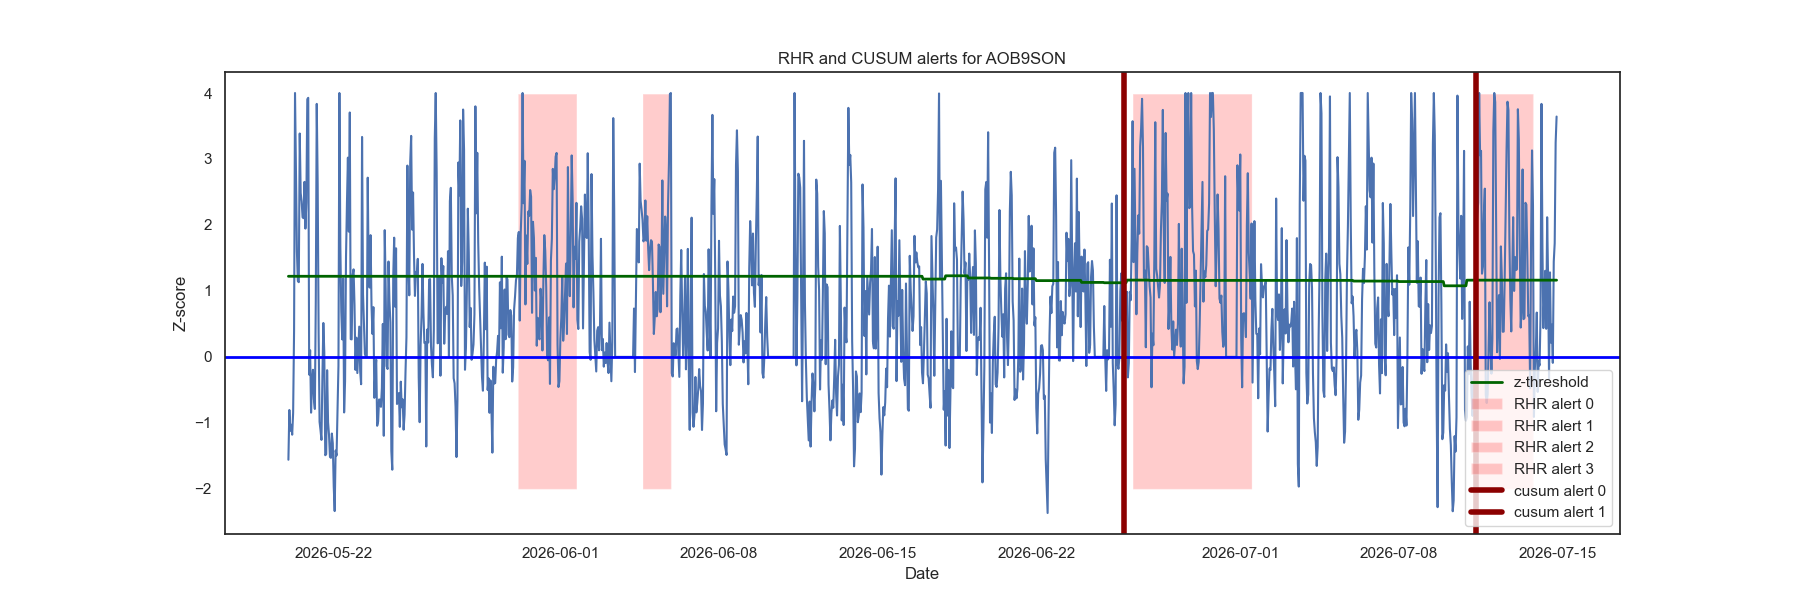 RHR and CUSUM alerts for AOB9SON
4
3
2
1
0
−1
−2
Z-score
z-threshold
RHR alert 0
RHR alert 1
RHR alert 2
RHR alert 3
cusum alert 0
cusum alert 1
2026-05-22
2026-06-01
2026-06-08
2026-06-15
2026-06-22
2026-07-01
2026-07-08
2026-07-15
Date